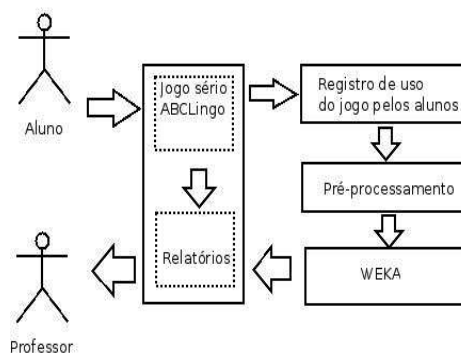 Aluno
Jogo sério
ABCLingo
Registro de uso
do jogo pelos alunos
Pré-processamento
Relatórios
WEKA
Professor